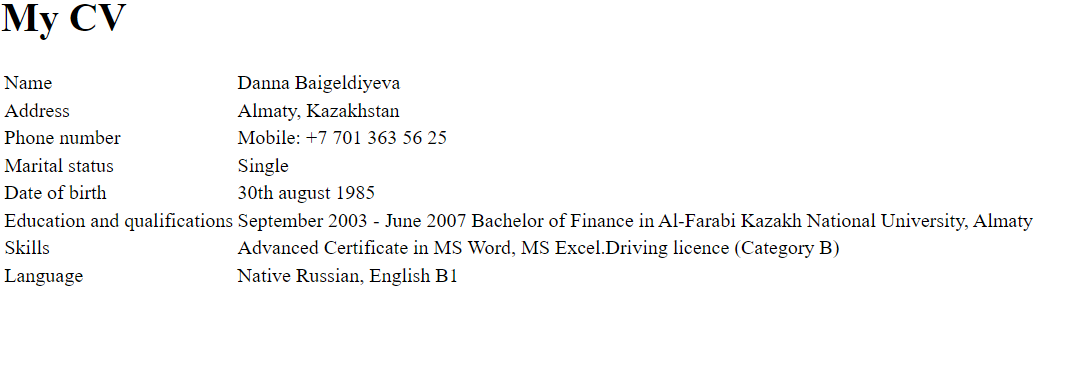 My CV
Name Danna Baigeldiyeva
Address Almaty, Kazakhstan
Phone number Mobile: +7 701 363 56 25
Marital status Single
Date of birth 30th august 1985
Education and qualifications September 2003 - June 2007 Bachelor of Finance in Al-Farabi Kazakh National University, Almaty
Skills Advanced Certificate in MS Word, MS Excel.Driving licence (Category B)
Language Native Russian, English B1